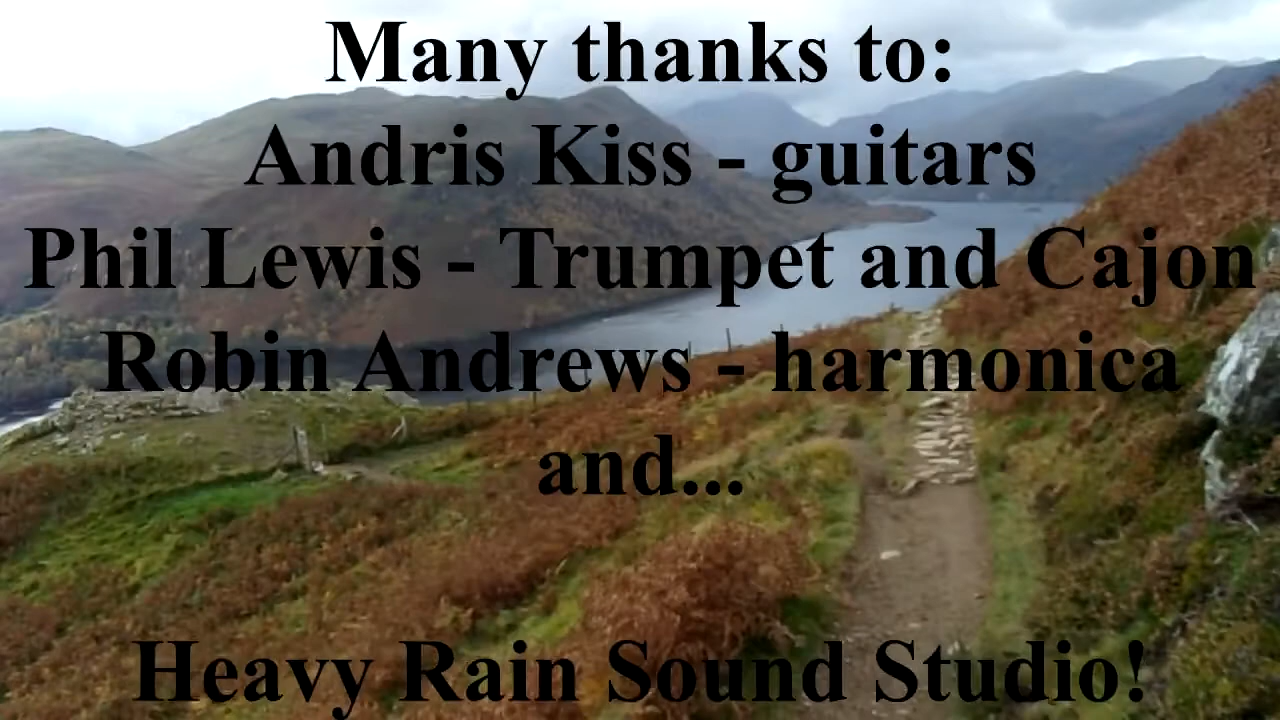 Many thanks to:
Andris Kiss - guitars
Phil Lewis - Trumpet and Cajon
Robin Andrews - harmonica
and...
Heavy Rain Sound Studio!